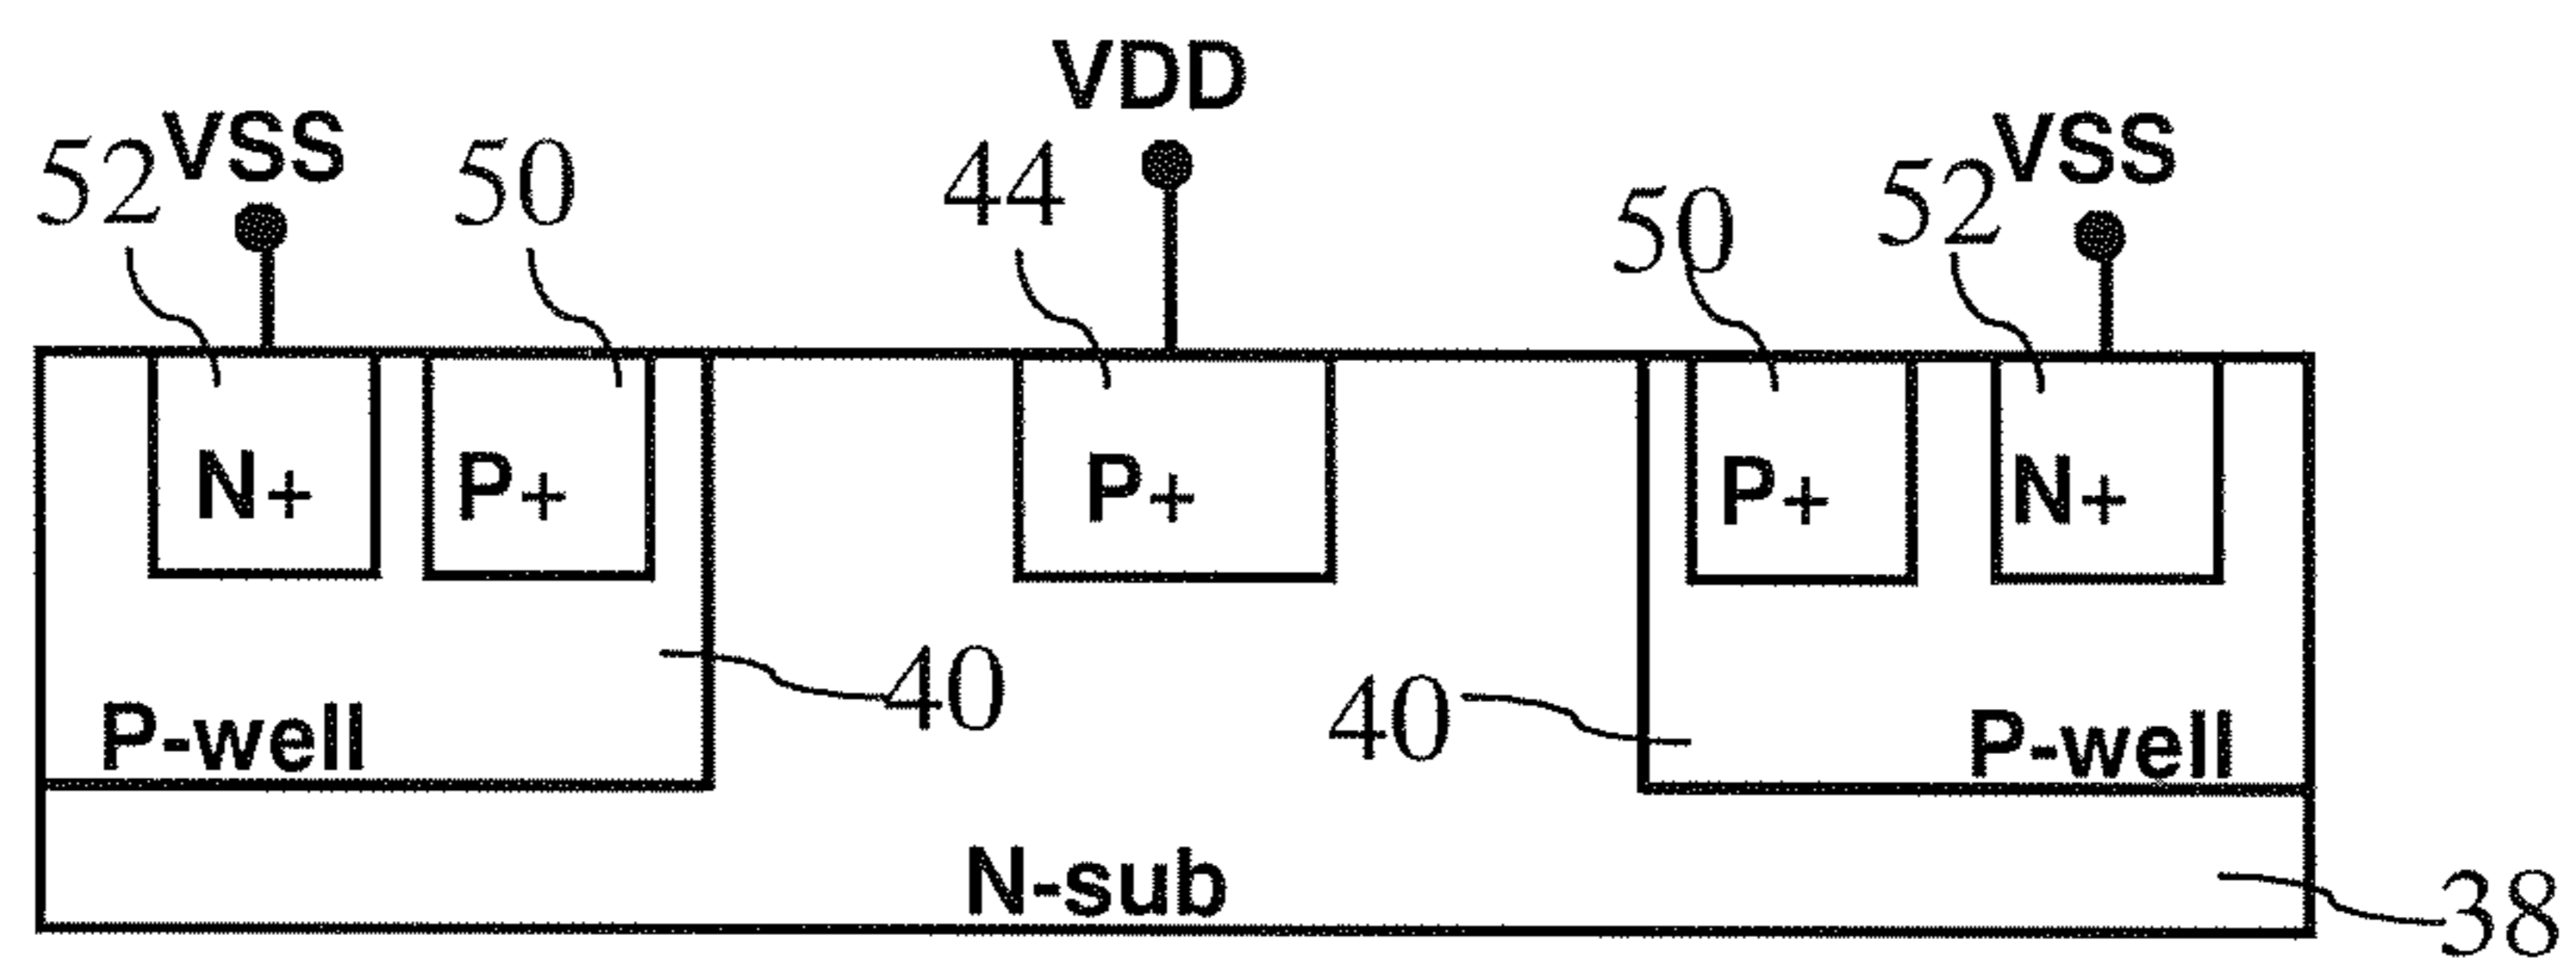 VDD
52 VSS 50 44 50 52 VSS
N+ P+ P+ P+ N+
40 40
P-well P-well
N-sub 38